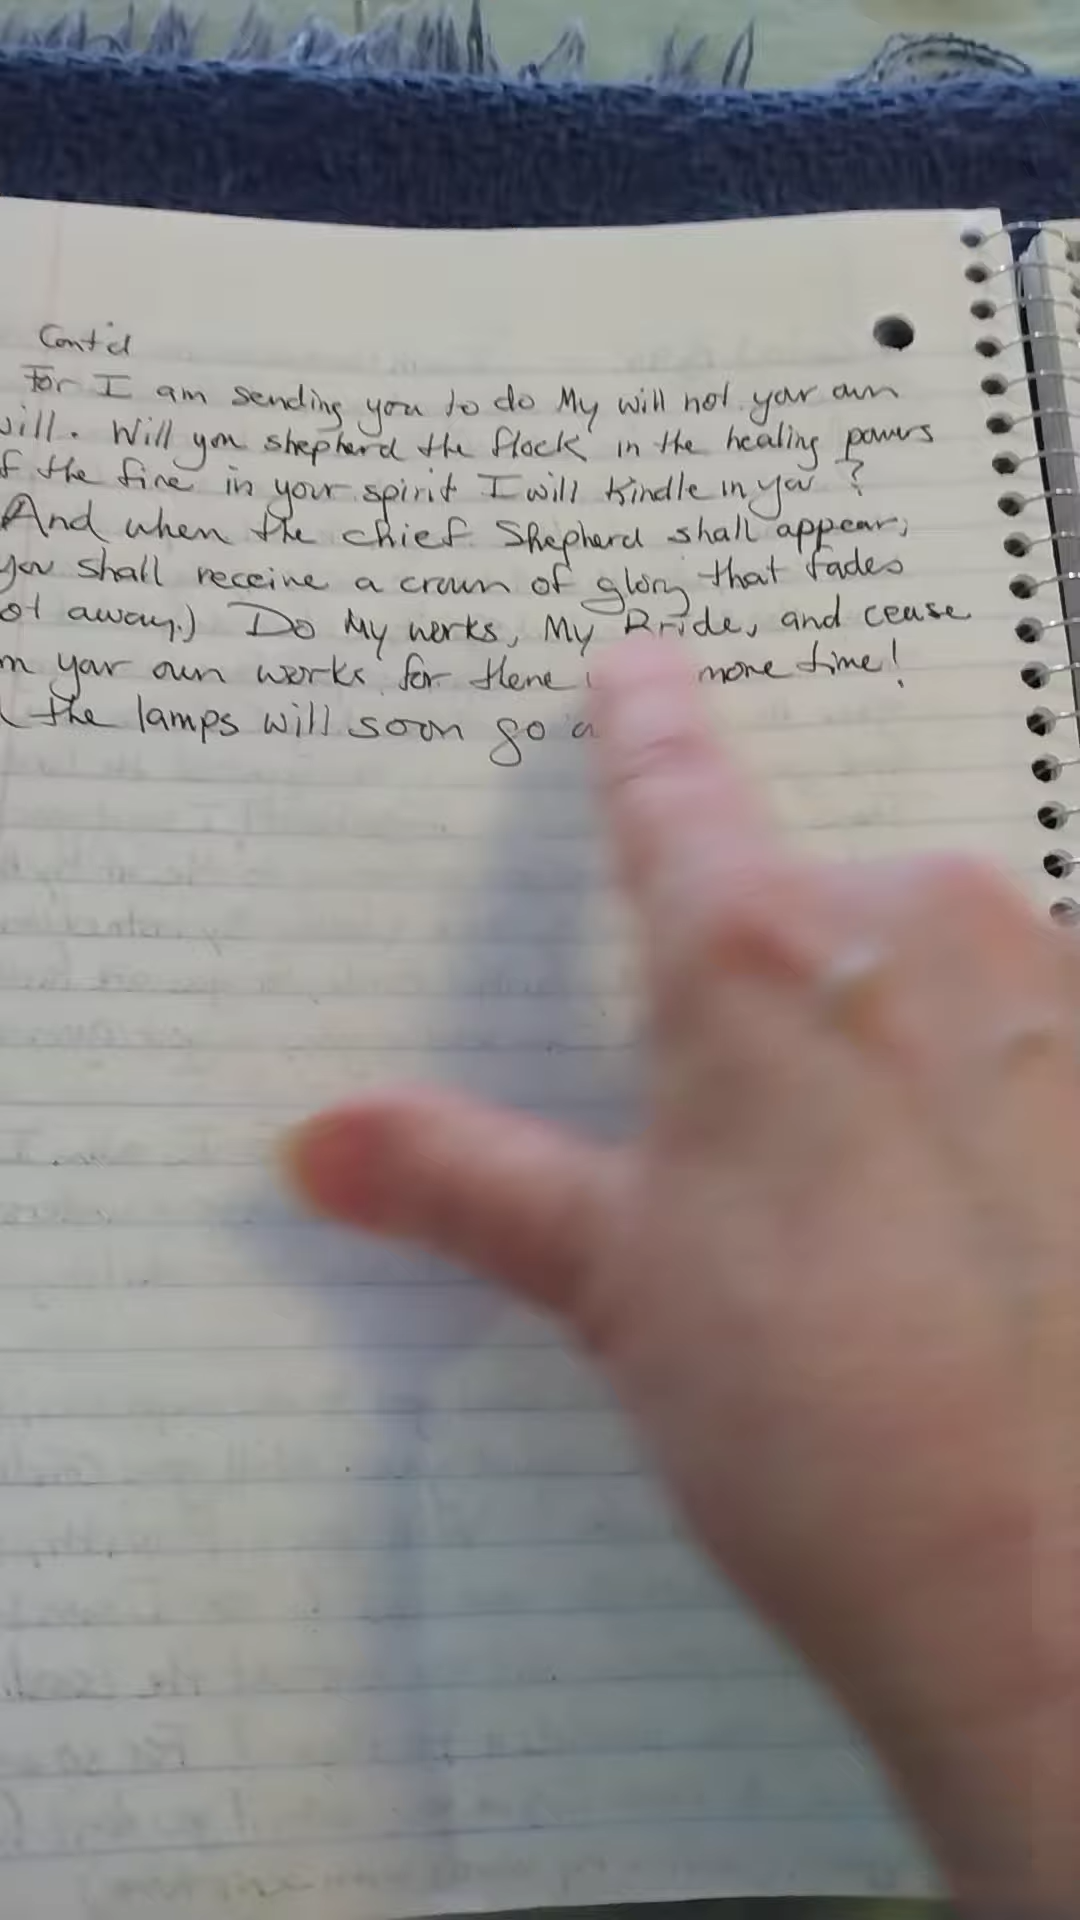 Cont'd
For I am sending you to do My will not your own
will. Will you shepherd the flock in the healing powers
of the fire in your spirit I will kindle in you?
And when the chief Shepherd shall appear,
you shall receive a crown of glory that fades
ot away.) Do My works, My Bride, and cease
m your own works for there more time!
the lamps will soon go